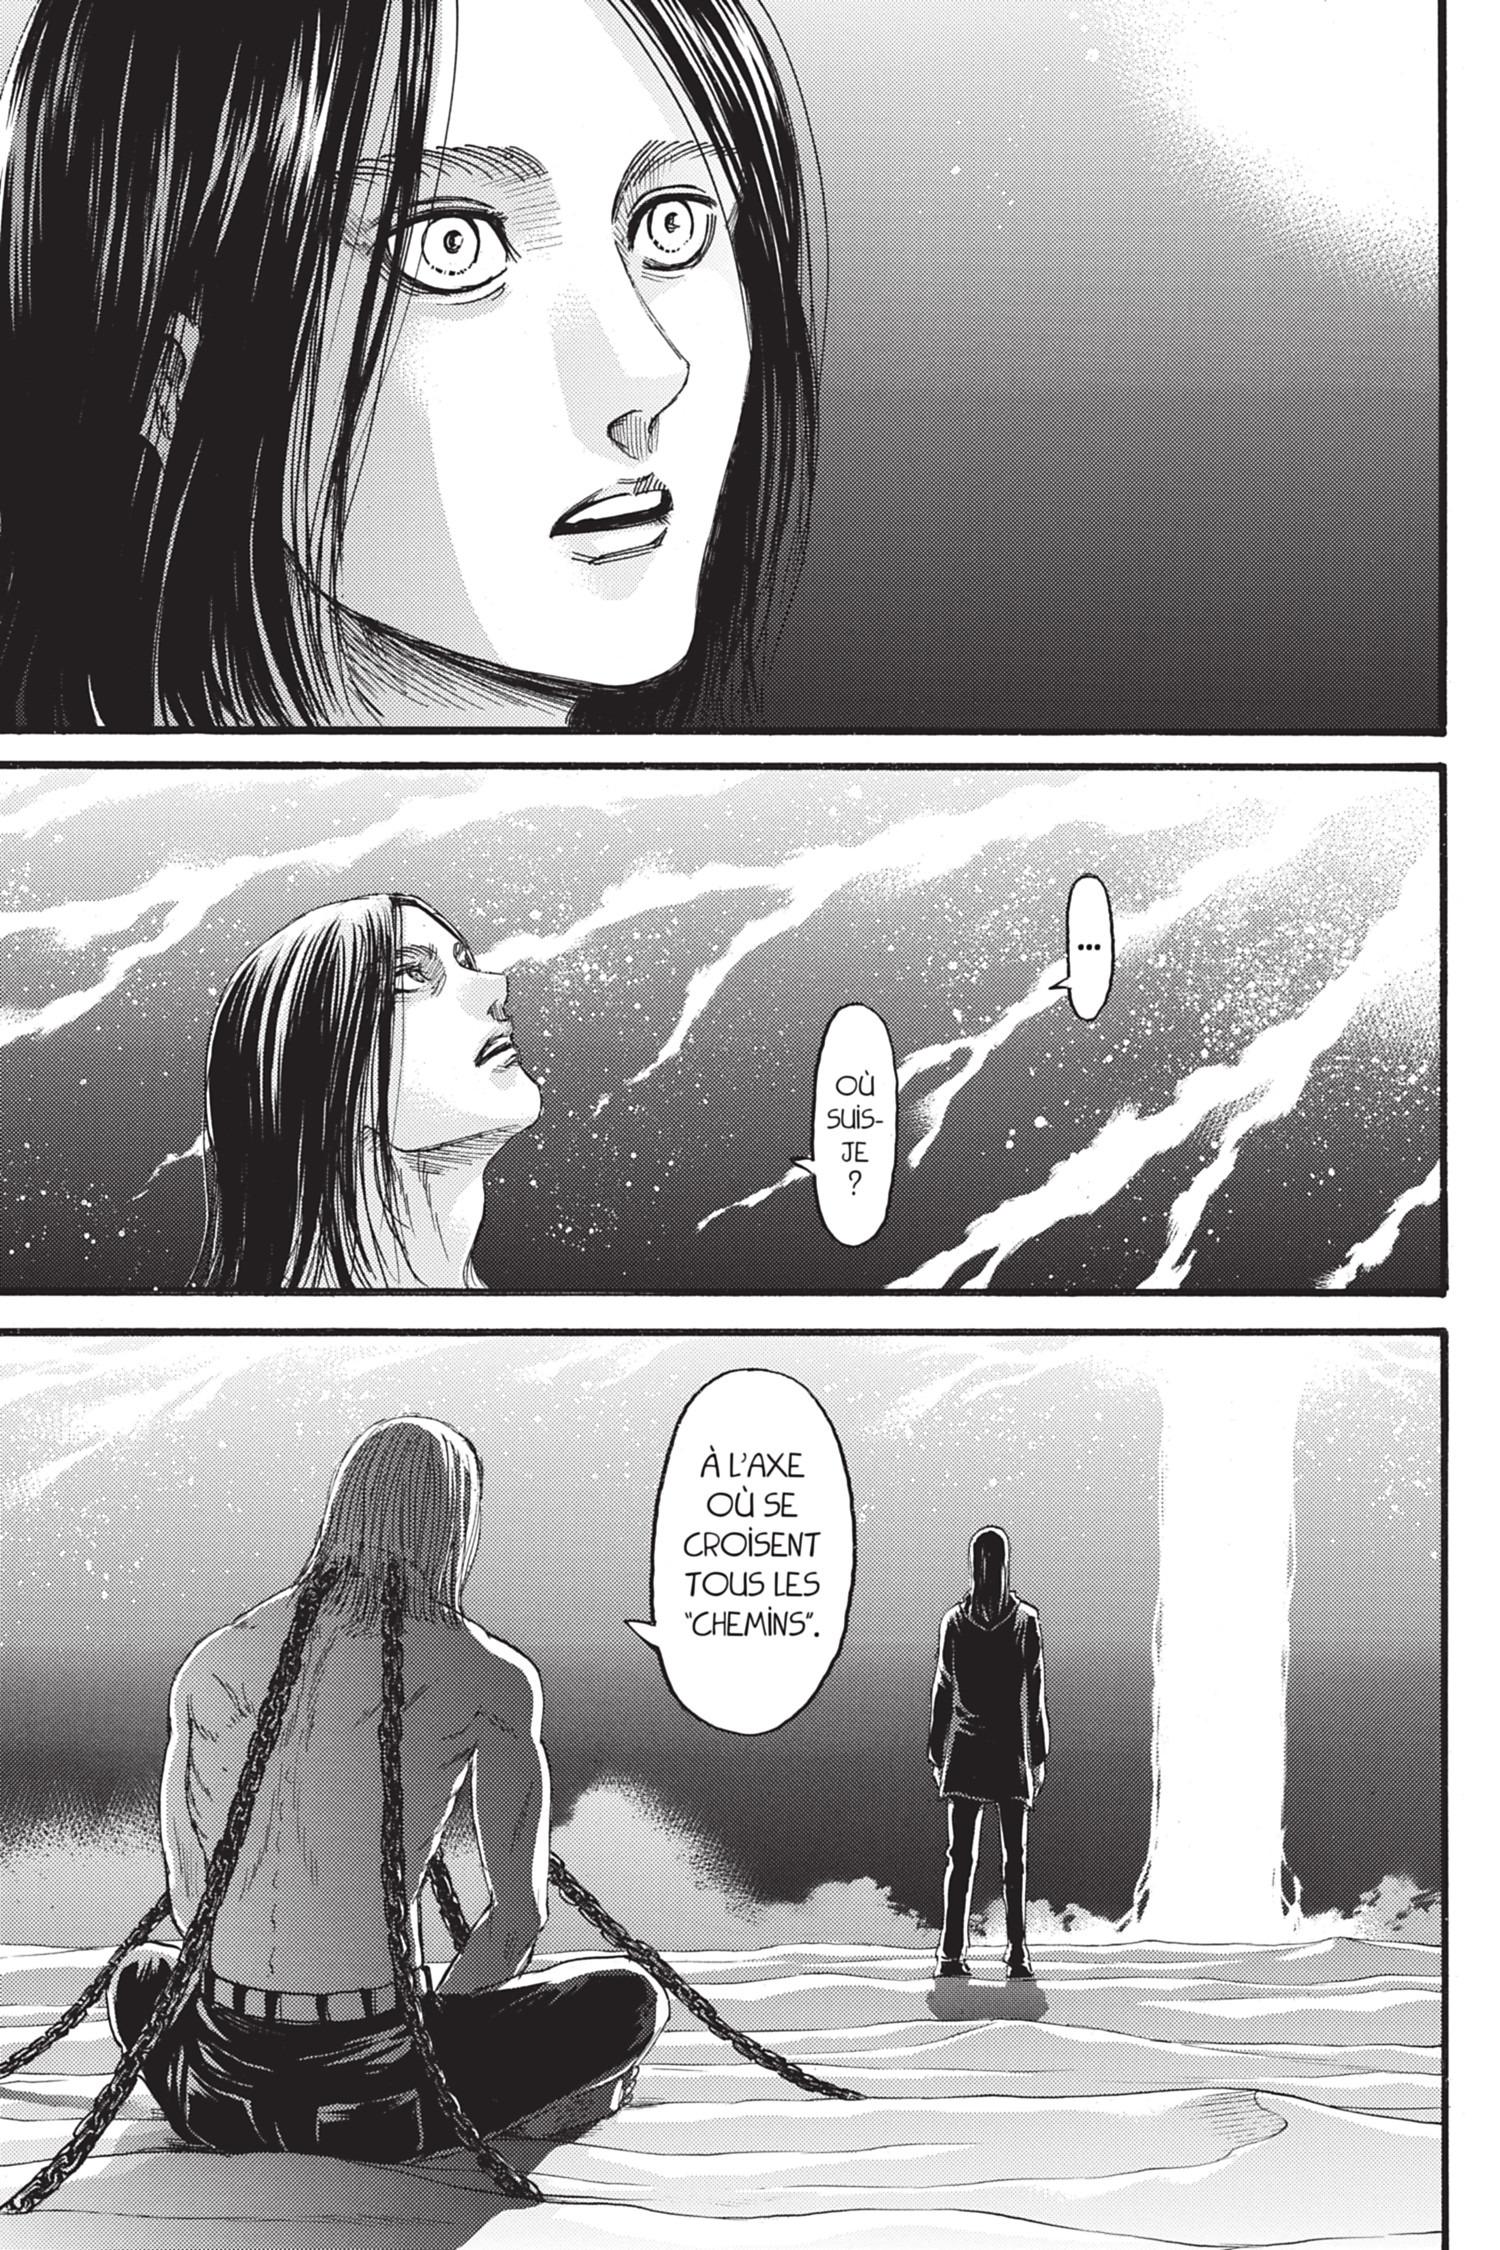 ...
OÙ
SUIS-
JE
?
À L'AXE
OÙ SE
CROISENT
TOUS LES
"CHEMINS".